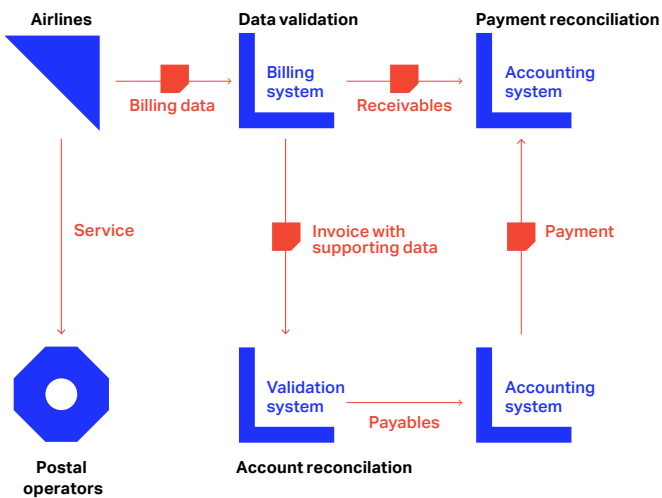 Airlines
Data validation
Payment reconciliation
Billing
system
Accounting
system
Billing data
Receivables
Service
Invoice with
supporting data
Payment
Validation
system
Accounting
system
Payables
Postal
operators
Account reconcilation